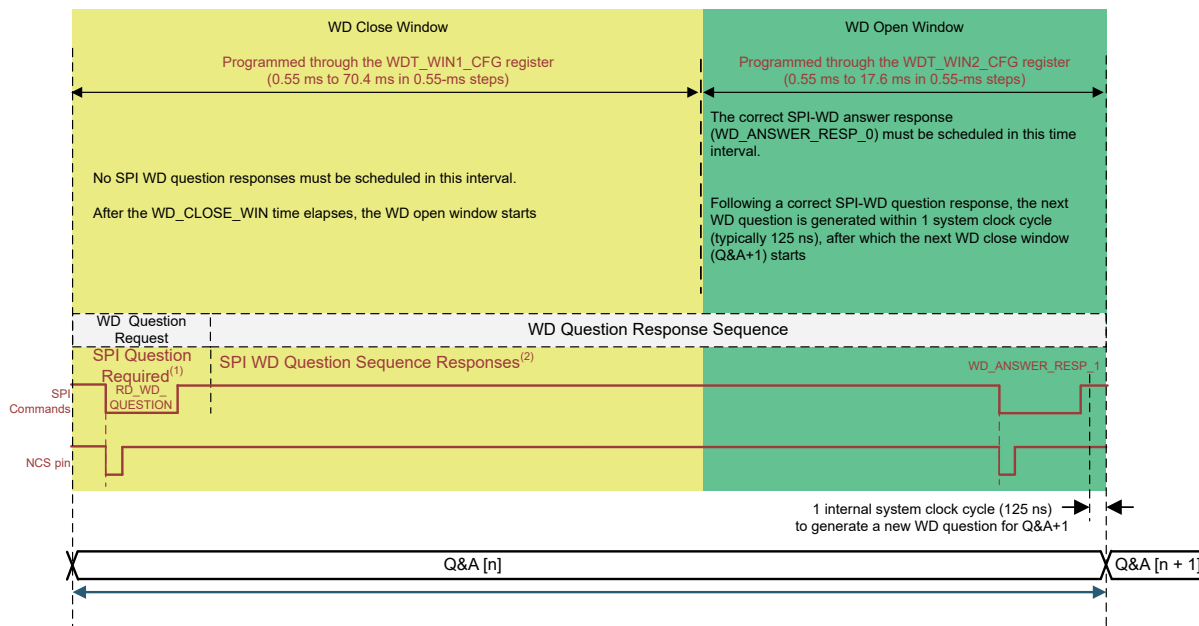 WD Close Window
WD Open Window
Programmed through the WDT_WIN1_CFG register
(0.55 ms to 70.4 ms in 0.55-ms steps)
Programmed through the WDT_WIN2_CFG register
(0.55 ms to 17.6 ms in 0.55-ms steps)
The correct SPI-WD answer response
(WD_ANSWER_RESP_0) must be scheduled in this time
interval.
No SPI WD question responses must be scheduled in this interval.
After the WD_CLOSE_WIN time elapses, the WD open window starts
Following a correct SPI-WD question response, the next
WD question is generated within 1 system clock cycle
(typically 125 ns), after which the next WD close window
(Q&A+1) starts
WD Question
Request
WD Question Response Sequence
SPI Question
Required(1)
SPI WD Question Sequence Responses(2)
WD_ANSWER_RESP_1
RD_WD_
QUESTION
SPI
Commands
NCS pin
1 internal system clock cycle (125 ns)
to generate a new WD question for Q&A+1
Q&A [n]
Q&A [n + 1]